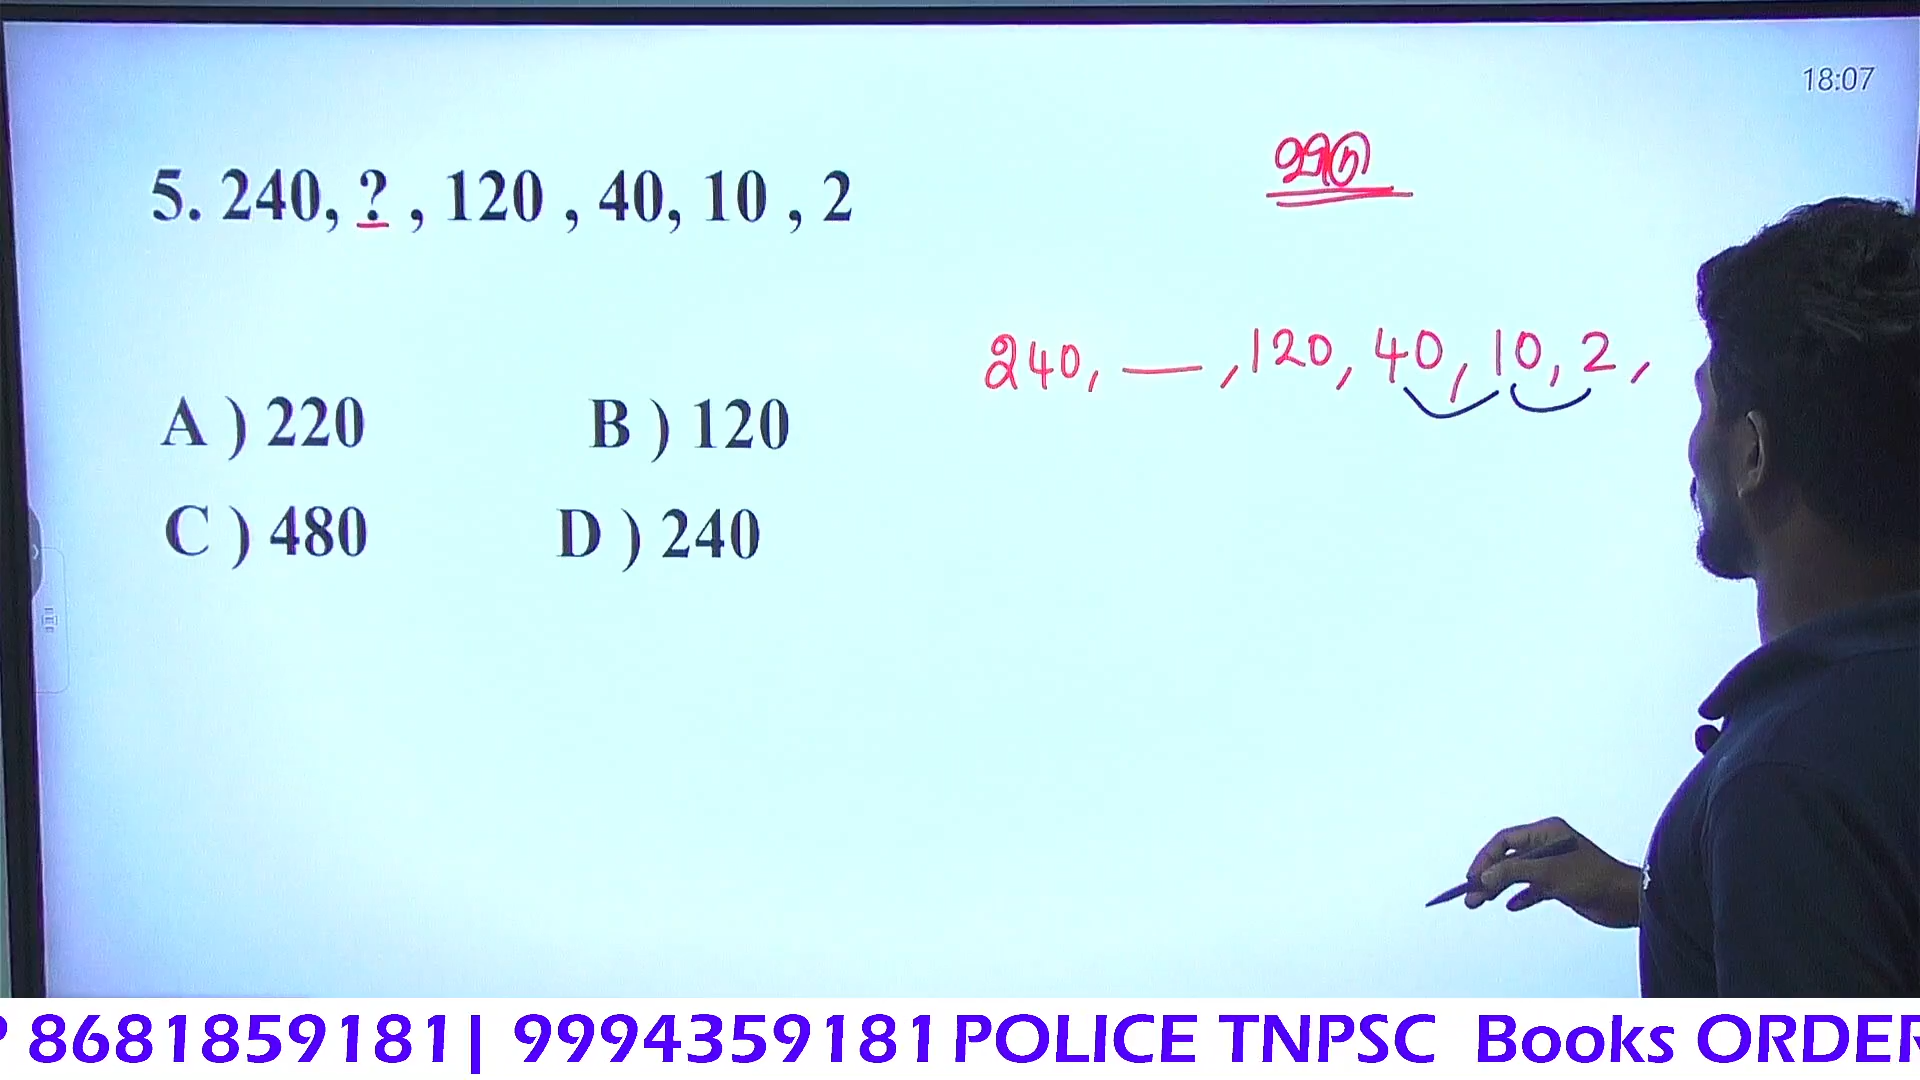 18:07
5. 240, ? , 120 , 40, 10 , 2
240, — , 120, 40, 10, 2,
A ) 220 B ) 120
C ) 480 D ) 240
8681859181| 9994359181 POLICE TNPSC Books ORDER